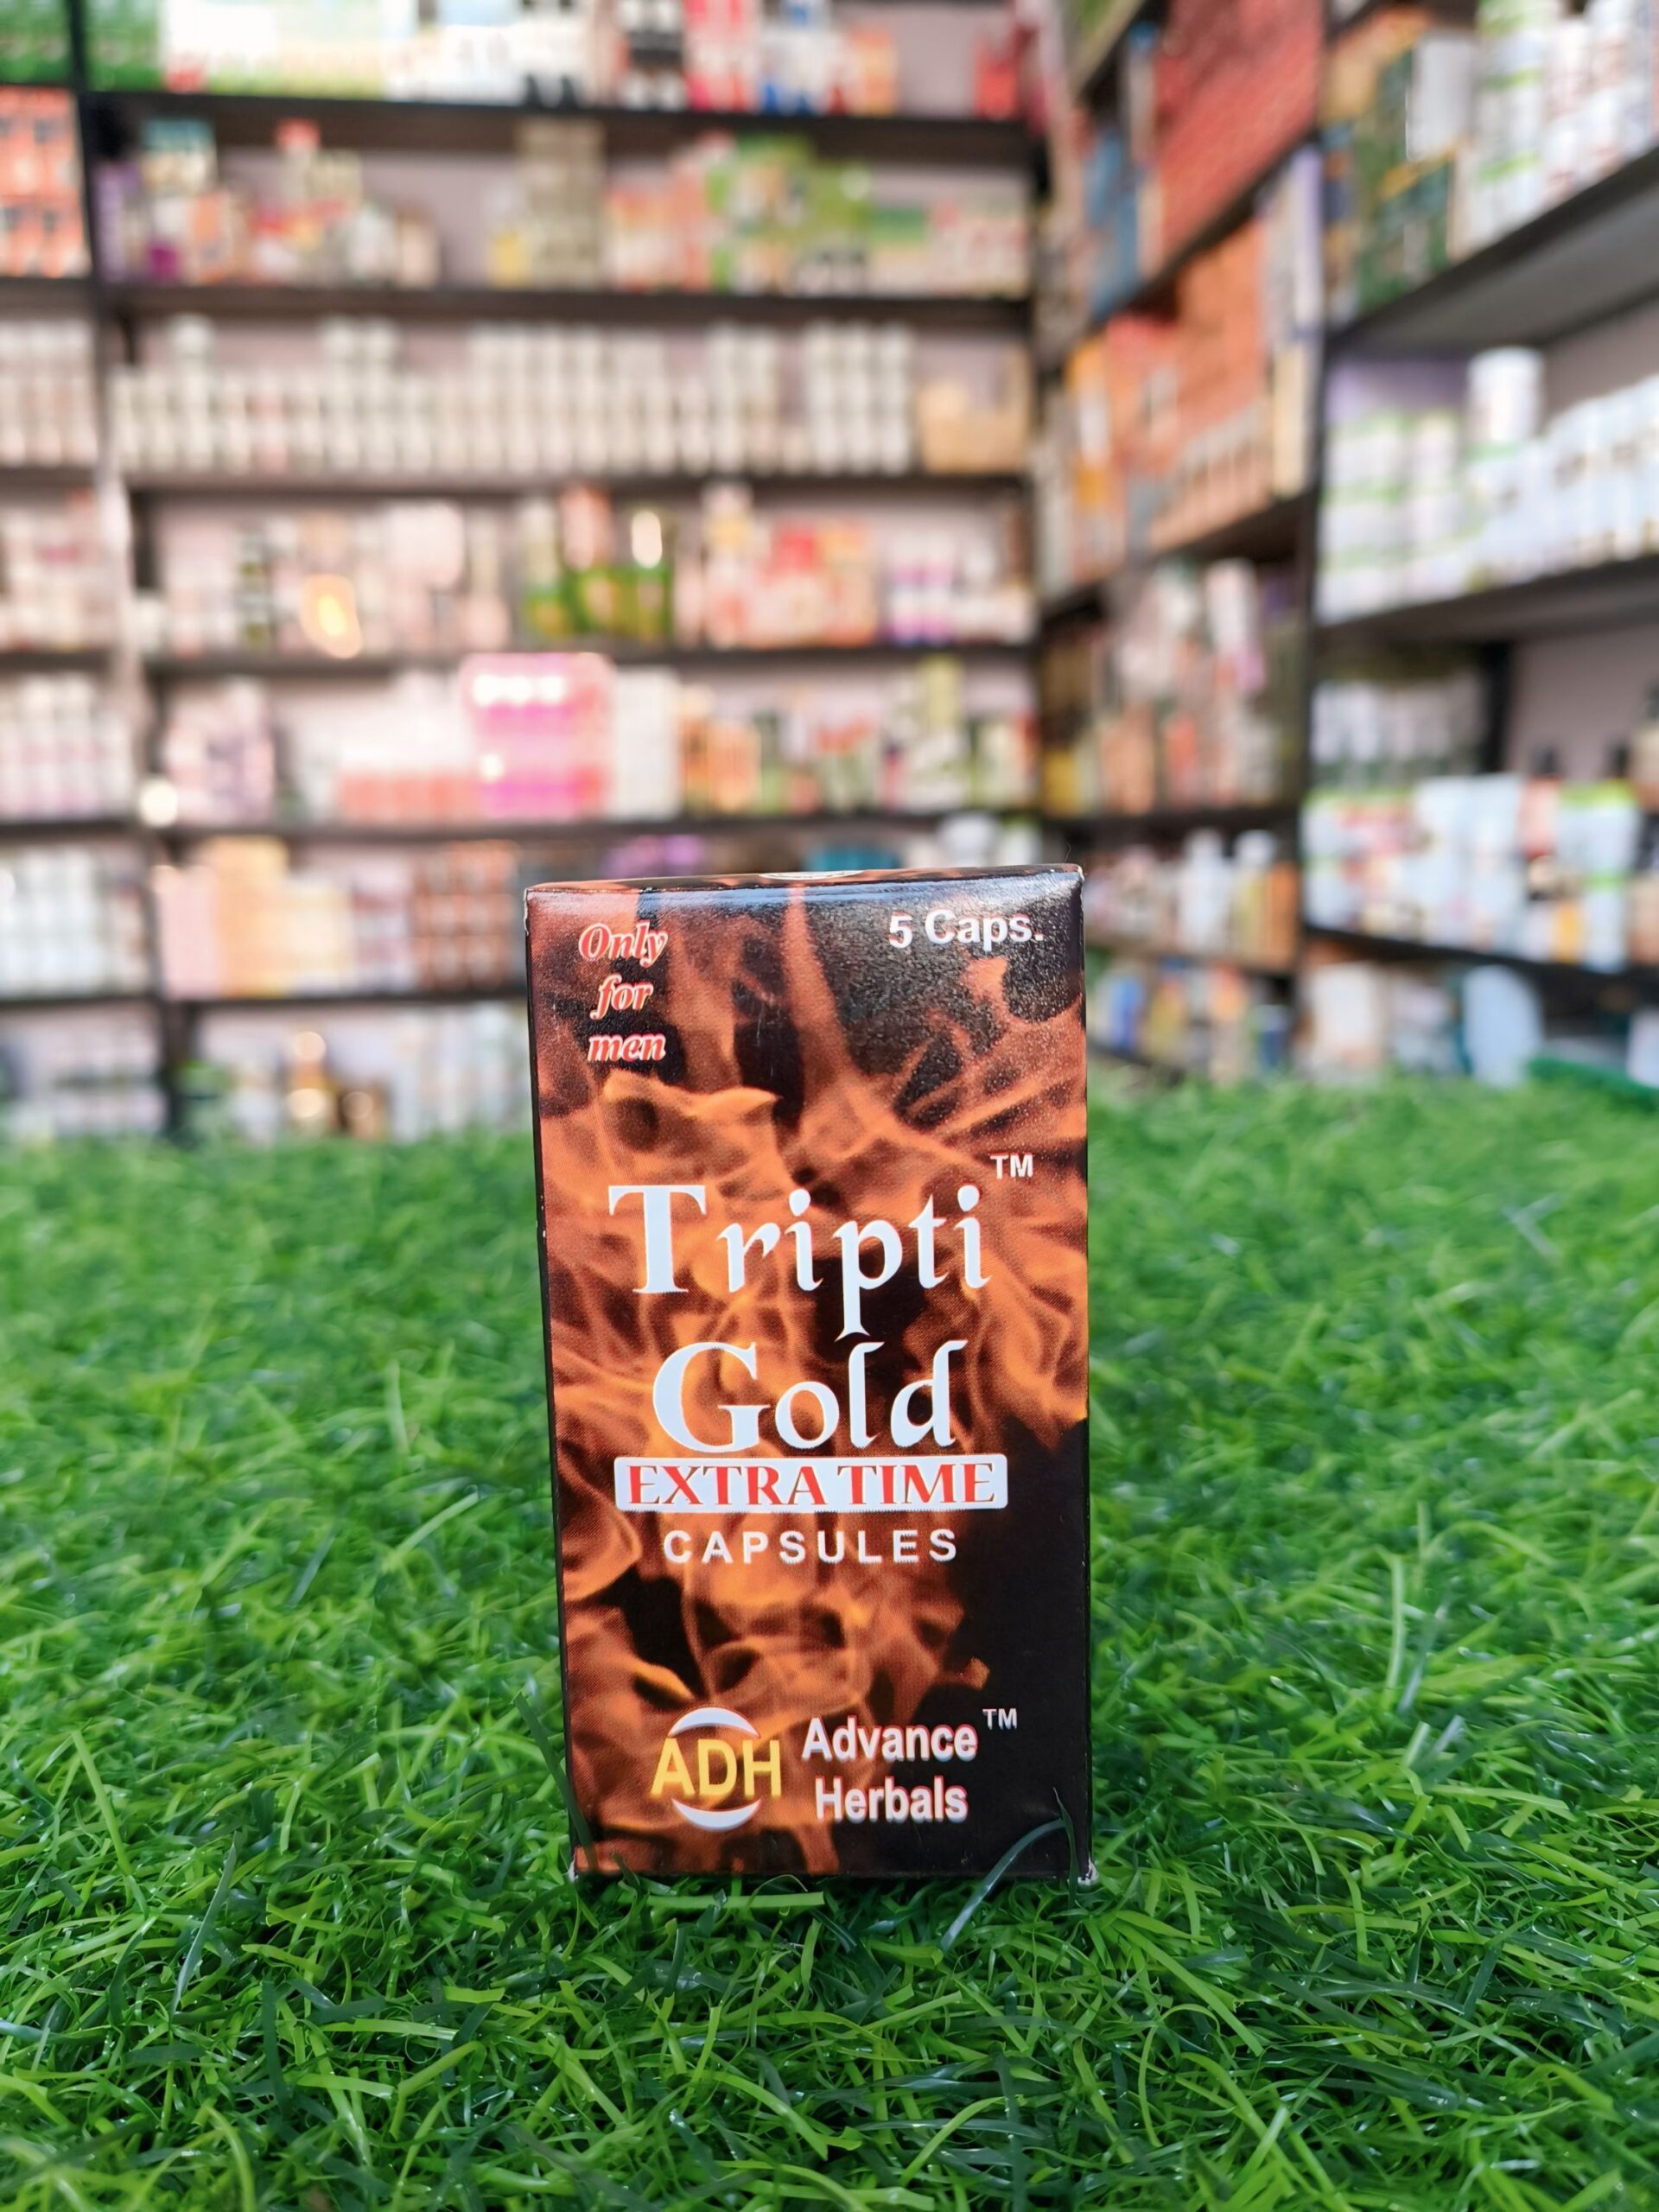 Only
for
men
5 Caps.
Tripti™
Gold
EXTRA TIME
CAPSULES
ADH
Advance™
Herbals